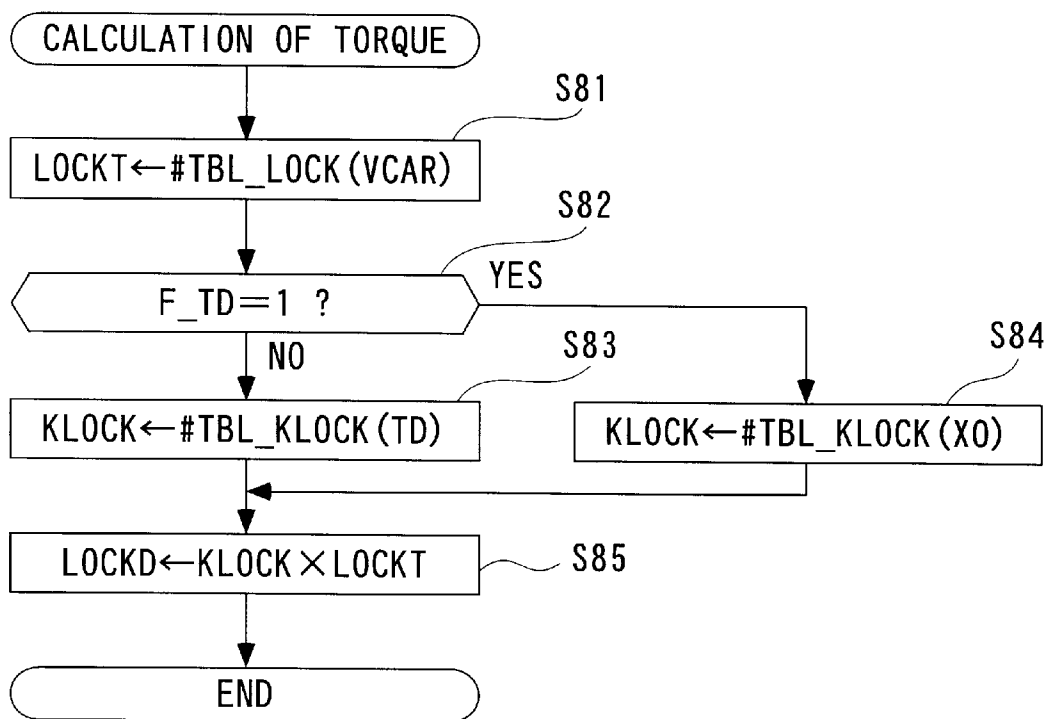 CALCULATION OF TORQUE
S81
LOCKT←#TBL_LOCK(VCAR)
S82
F_TD=1 ?
YES
NO
S83
S84
KLOCK←#TBL_KLOCK(TD)
KLOCK←#TBL_KLOCK(X0)
LOCKD←KLOCK×LOCKT
S85
END